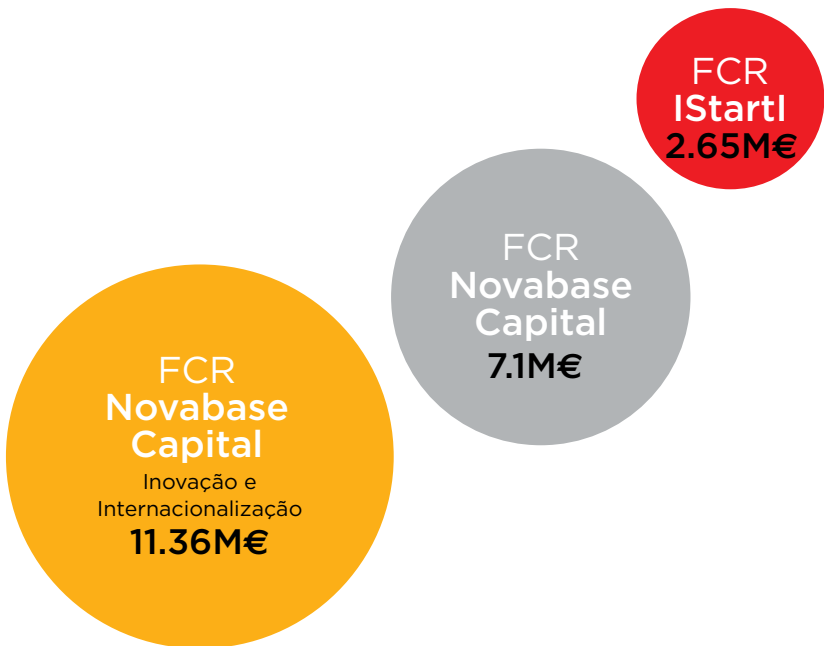 FCR
IStartI
2.65M€
FCR
Novabase
Capital
7.1M€
FCR
Novabase
Capital
Inovação e
Internacionalização
11.36M€